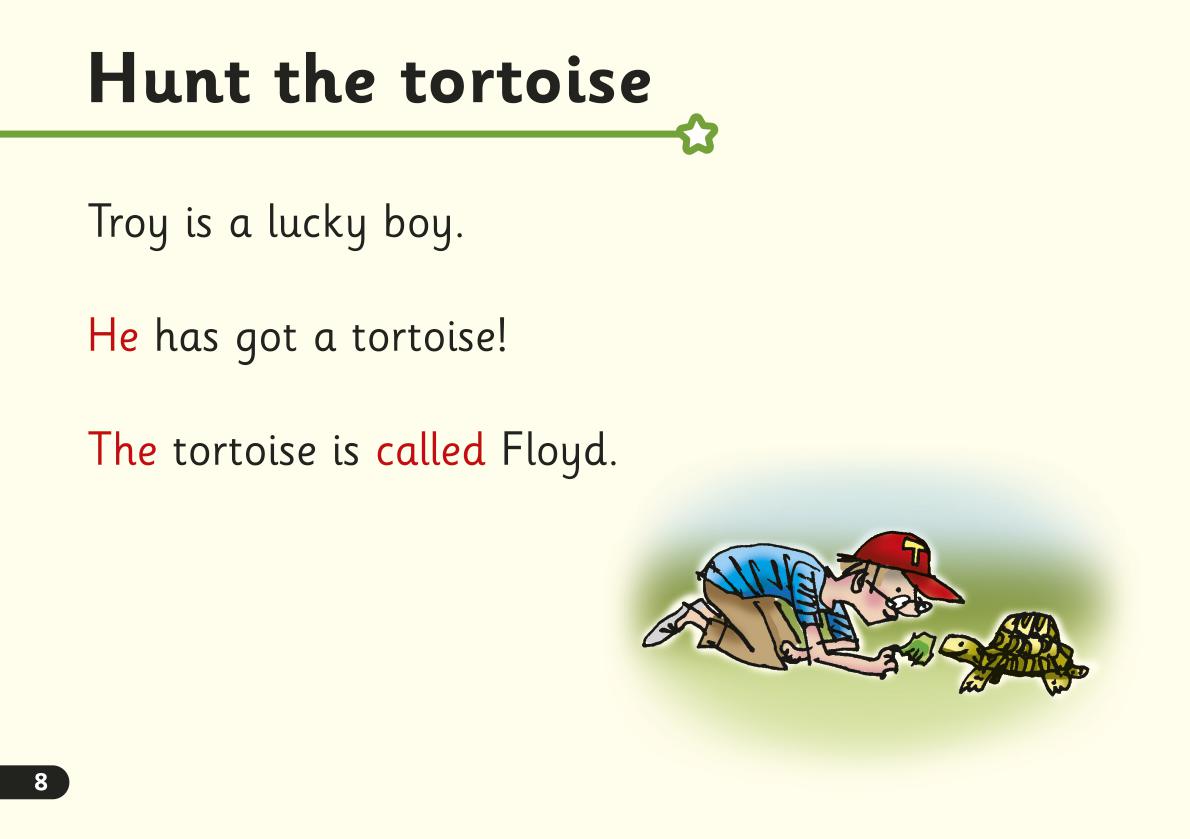 Hunt the tortoise
Troy is a lucky boy.
He has got a tortoise!
The tortoise is called Floyd.
T
8